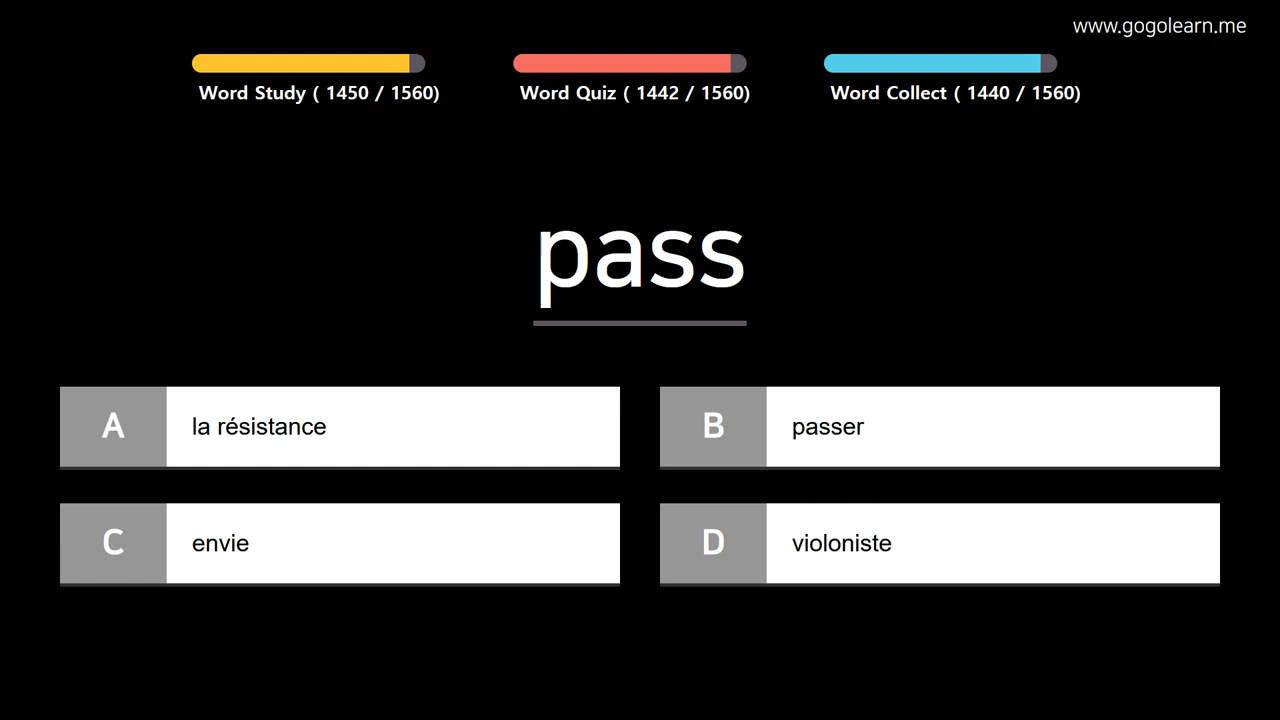 www.gogolearn.me
Word Study ( 1450 / 1560)
Word Quiz ( 1442 / 1560)
Word Collect ( 1440 / 1560)
pass
A
la résistance
B
passer
C
envie
D
violoniste